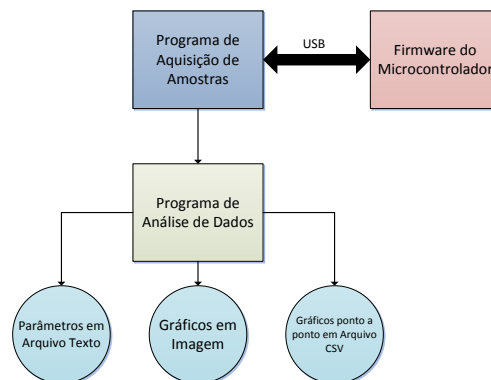 Programa de
Aquisição de
Amostras
USB
Firmware do
Microcontrolador
Programa de
Análise de Dados
Parâmetros em
Arquivo Texto
Gráficos em
Imagem
Gráficos ponto a
ponto em Arquivo
CSV